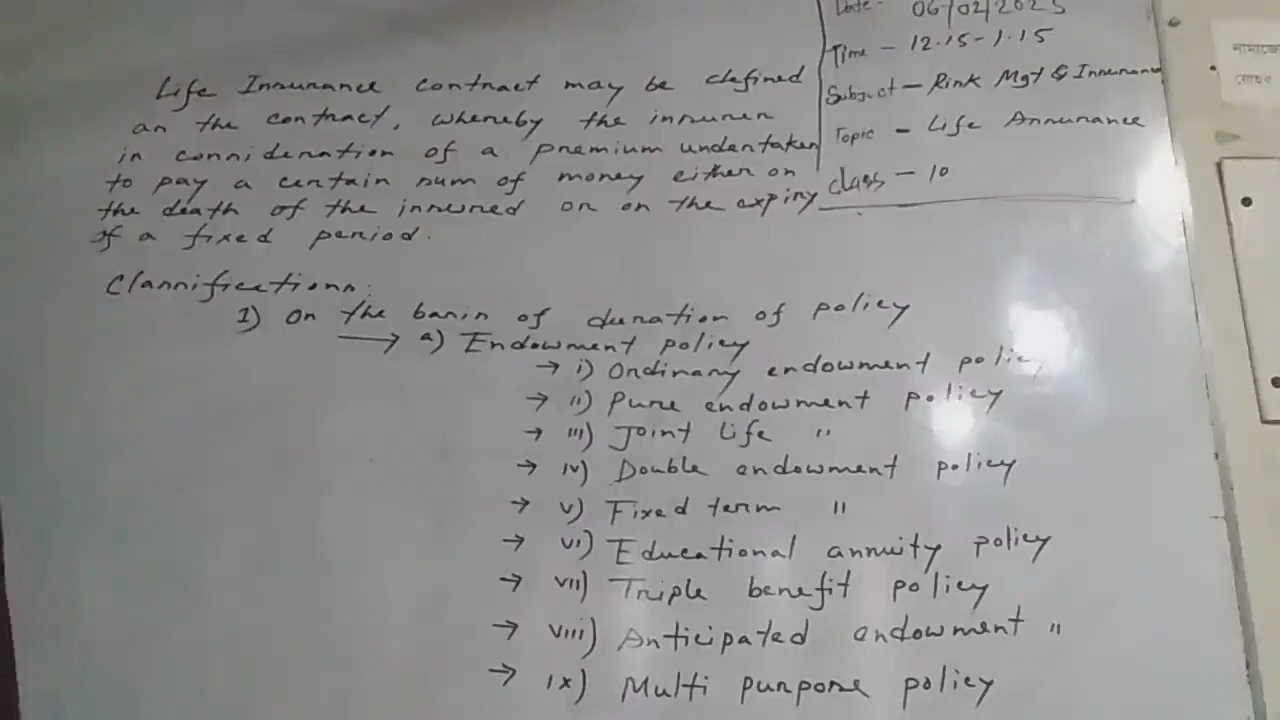 Date- 06/02/2025
Time - 12.15-1.15
Subject - Risk Mgt & Insurance
Topic - Life Assurance
Class - 10
Life Insurance contract may be defined
as the contract, whereby the insurer
in consideration of a premium undertaken
to pay a certain sum of money either on
the death of the insured or on the expiry
of a fixed period.
Classifications:
1) On the basis of duration of policy
→ a) Endowment policy
→ i) Ordinary endowment policy
→ ii) Pure endowment policy
→ iii) Joint Life "
→ iv) Double endowment policy
→ v) Fixed term "
→ vi) Educational annuity policy
→ vii) Triple benefit policy
→ viii) Anticipated endowment "
→ ix) Multi purpose policy